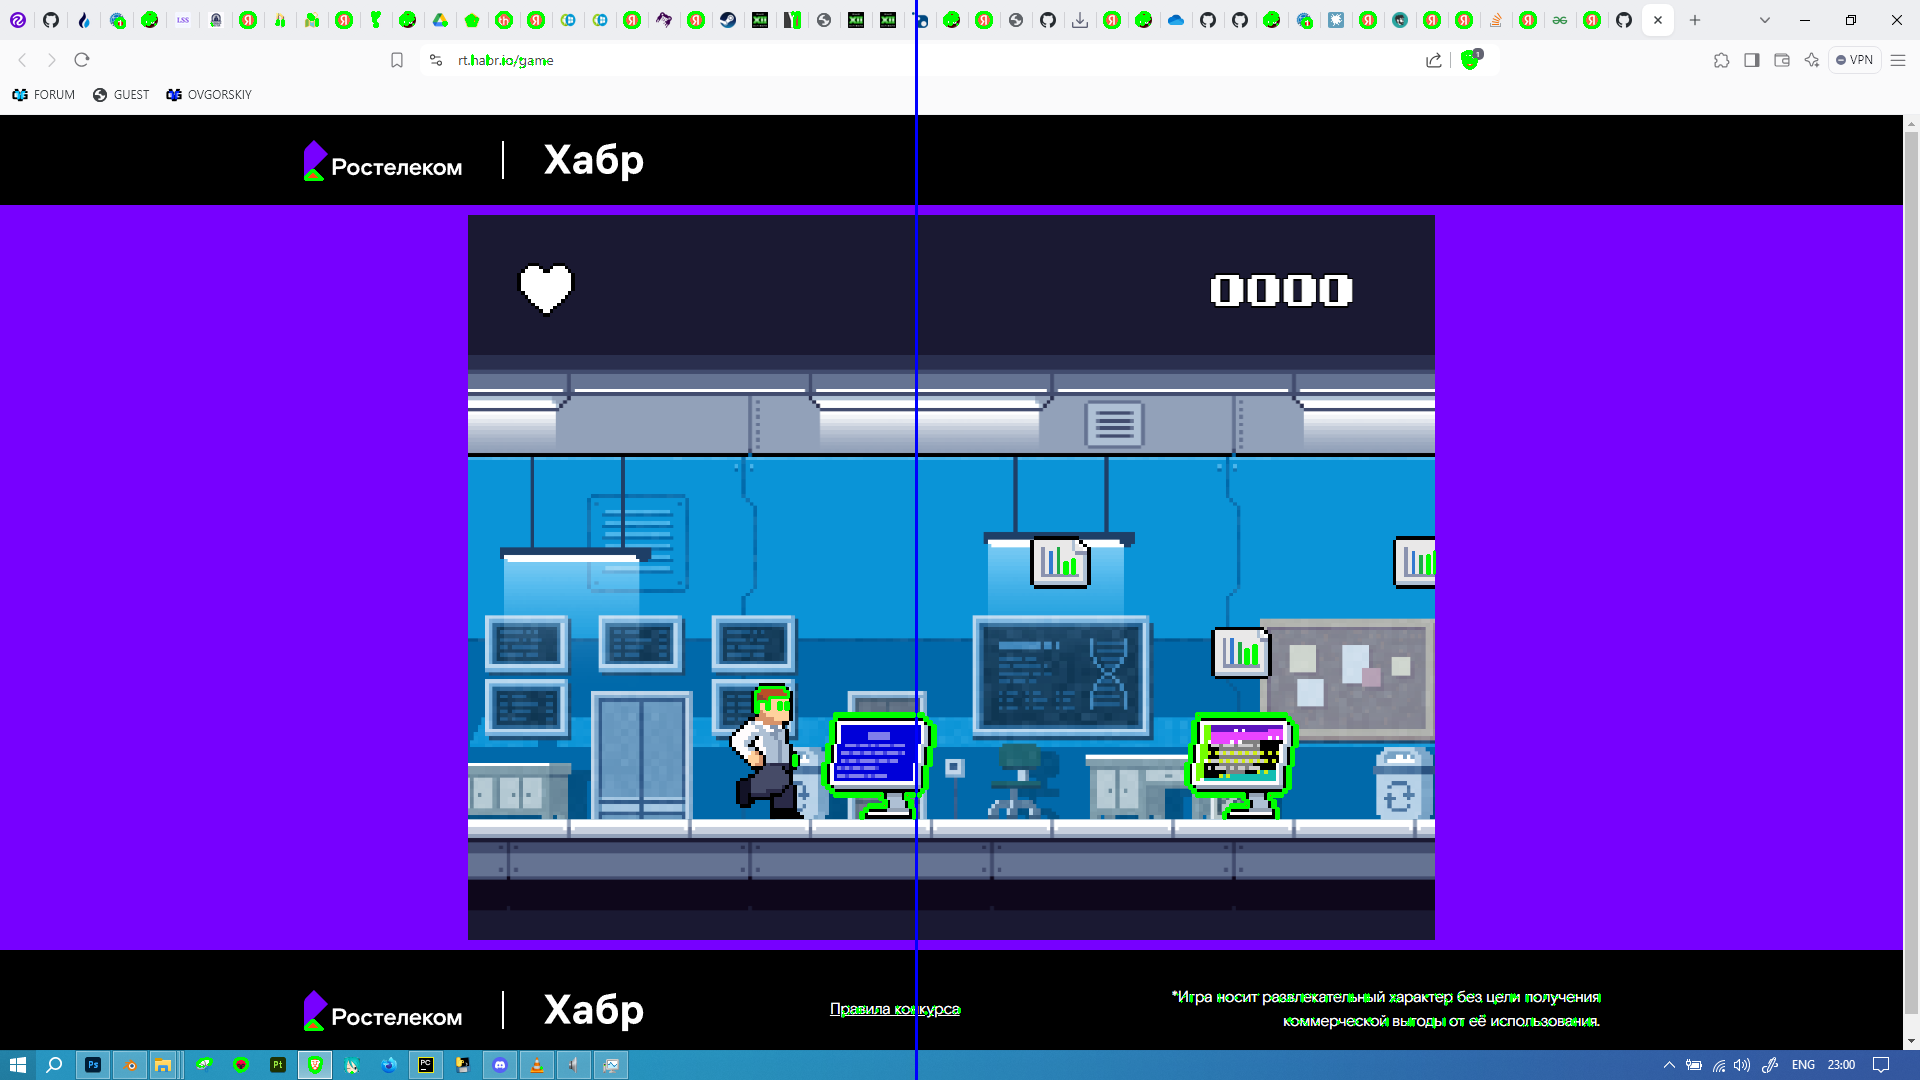 rt.habr.io/game
1
VPN
FORUM
GUEST
OVGORSKIY
Ростелеком
Хабр
0000
Ростелеком
Хабр
Правила конкурса
*Игра носит развлекательный характер без цели получения
коммерческой выгоды от её использования.
ENG
23:00